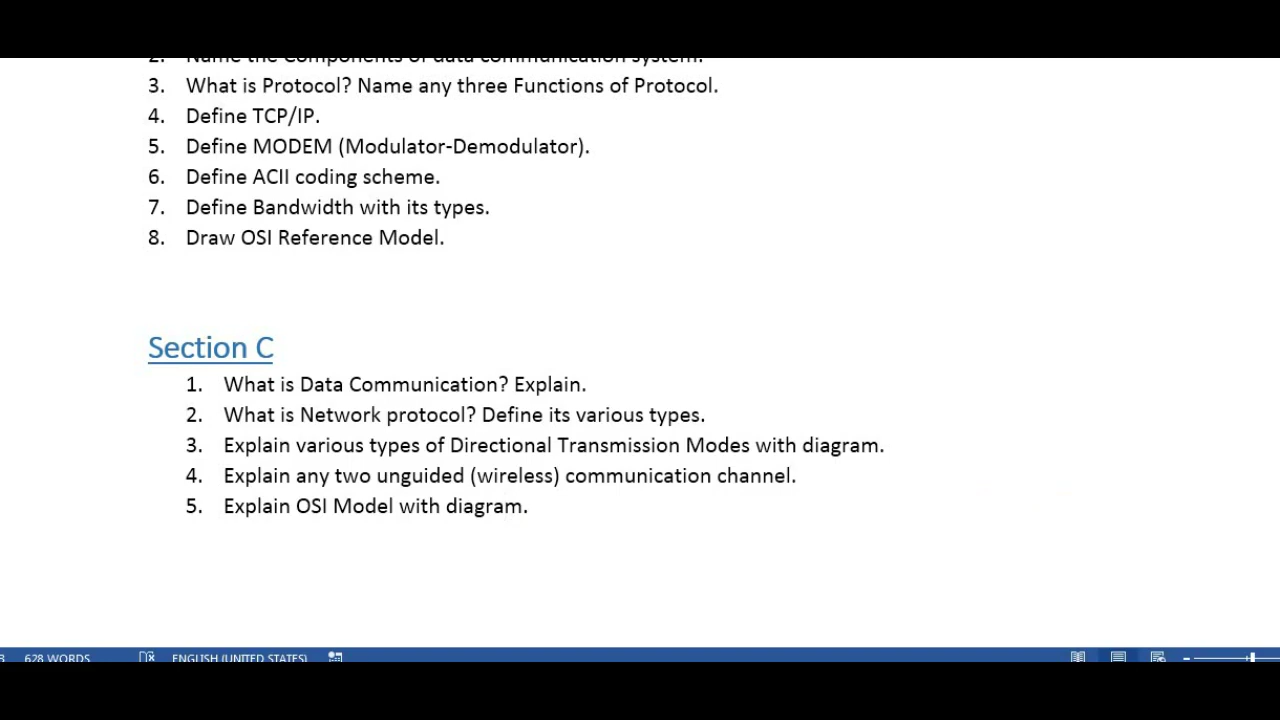 2. Name the Components of data communication system.
3. What is Protocol? Name any three Functions of Protocol.
4. Define TCP/IP.
5. Define MODEM (Modulator-Demodulator).
6. Define ACII coding scheme.
7. Define Bandwidth with its types.
8. Draw OSI Reference Model.
Section C
1. What is Data Communication? Explain.
2. What is Network protocol? Define its various types.
3. Explain various types of Directional Transmission Modes with diagram.
4. Explain any two unguided (wireless) communication channel.
5. Explain OSI Model with diagram.
3 628 WORDS ENGLISH (UNITED STATES)